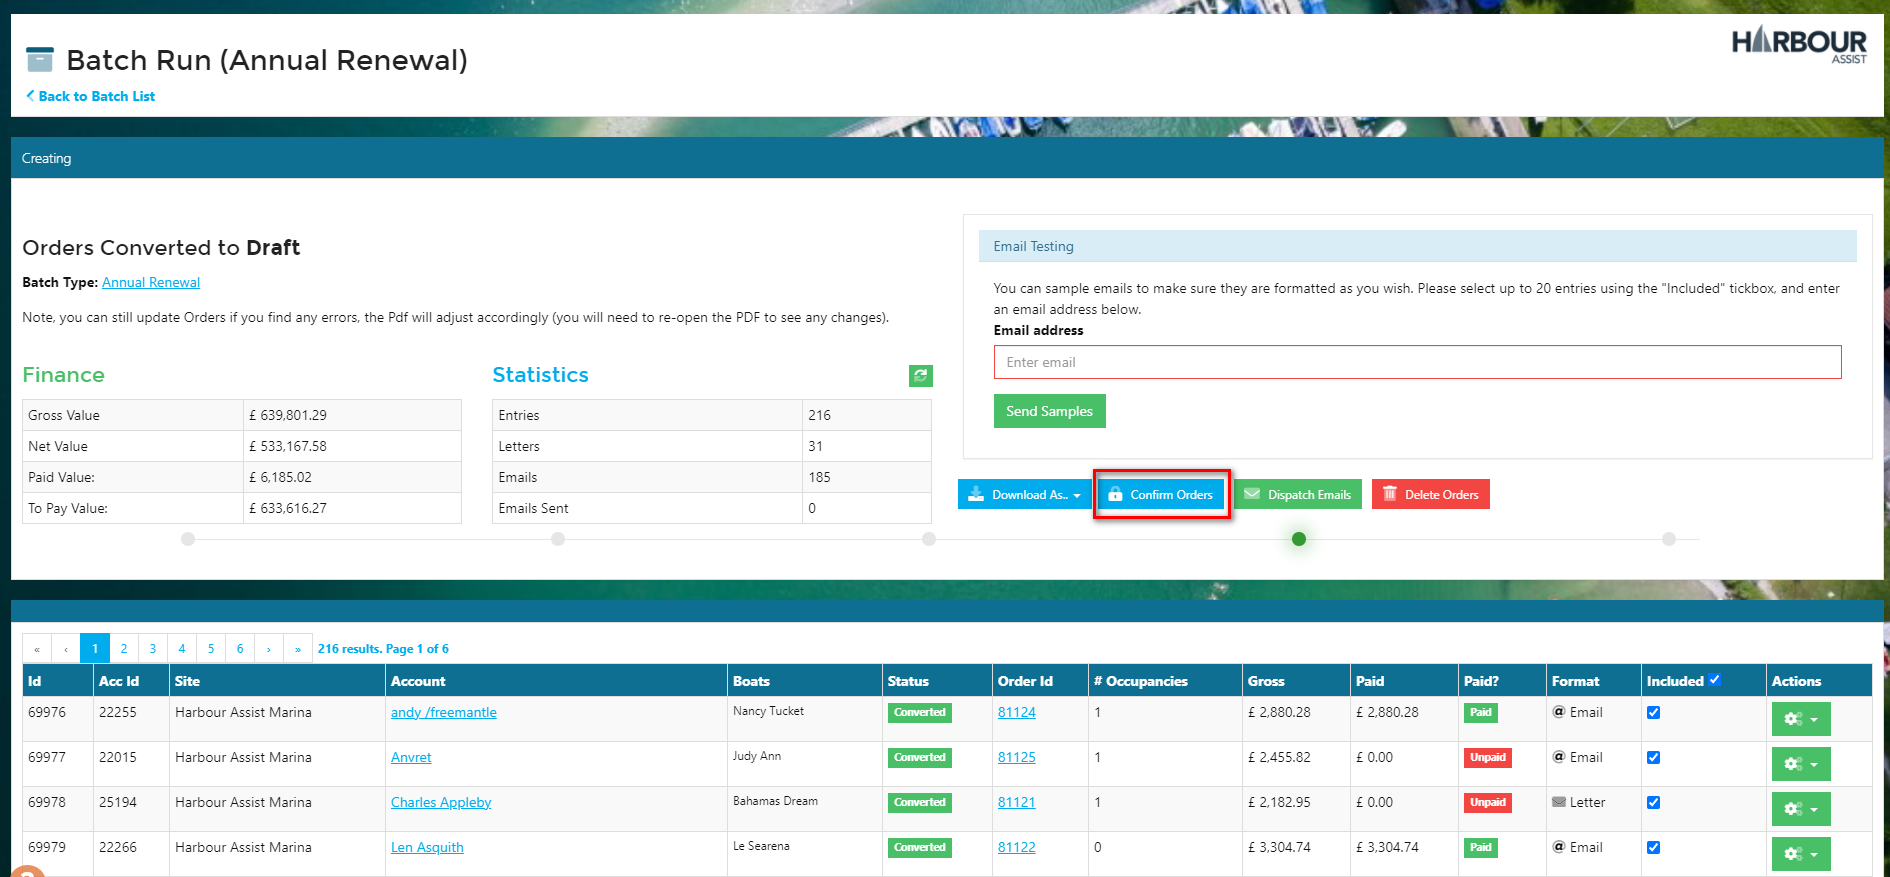 HARBOUR
ASSIST
Batch Run (Annual Renewal)
Back to Batch List
Creating
Orders Converted to Draft
Batch Type: Annual Renewal
Note, you can still update Orders if you find any errors, the Pdf will adjust accordingly (you will need to re-open the PDF to see any changes).
Finance
Gross Value £ 639,801.29
Net Value £ 533,167.58
Paid Value: £ 6,185.02
To Pay Value: £ 633,616.27
Statistics
Entries 216
Letters 31
Emails 185
Emails Sent 0
Email Testing
You can sample emails to make sure they are formatted as you wish. Please select up to 20 entries using the "Included" tickbox, and enter
an email address below.
Email address
Enter email
Send Samples
Download As.. Confirm Orders Dispatch Emails Delete Orders
« ‹ 1 2 3 4 5 6 › » 216 results. Page 1 of 6
Id Acc Id Site Account Boats Status Order Id # Occupancies Gross Paid Paid? Format Included Actions
69976 22255 Harbour Assist Marina andy /freemantle Nancy Tucket Converted 81124 1 £ 2,880.28 £ 2,880.28 Paid @ Email
69977 22015 Harbour Assist Marina Anvret Judy Ann Converted 81125 1 £ 2,455.82 £ 0.00 Unpaid @ Email
69978 25194 Harbour Assist Marina Charles Appleby Bahamas Dream Converted 81121 1 £ 2,182.95 £ 0.00 Unpaid Letter
69979 22266 Harbour Assist Marina Len Asquith Le Searena Converted 81122 0 £ 3,304.74 £ 3,304.74 Paid @ Email